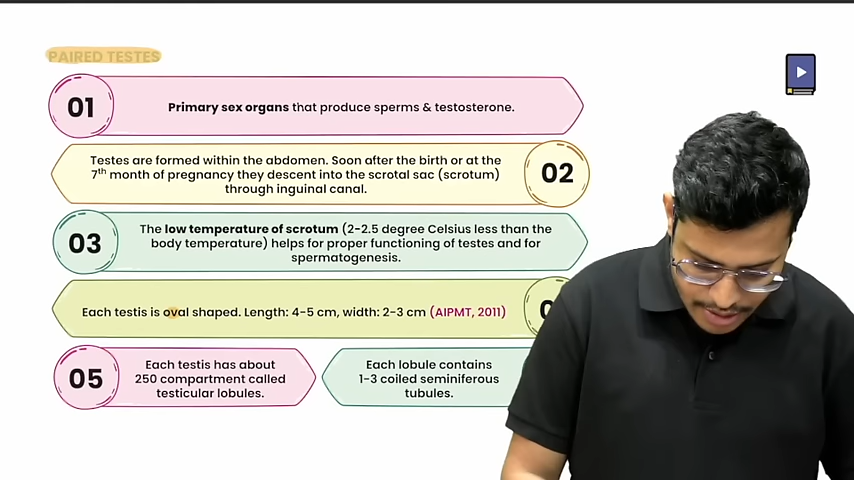 PAIRED TESTES
01
Primary sex organs that produce sperms & testosterone.
Testes are formed within the abdomen. Soon after the birth or at the
7th month of pregnancy they descent into the scrotal sac (scrotum)
through inguinal canal.
02
03
The low temperature of scrotum (2-2.5 degree Celsius less than the
body temperature) helps for proper functioning of testes and for
spermatogenesis.
Each testis is oval shaped. Length: 4-5 cm, width: 2-3 cm (AIPMT, 2011)
05
Each testis has about
250 compartment called
testicular lobules.
Each lobule contains
1-3 coiled seminiferous
tubules.